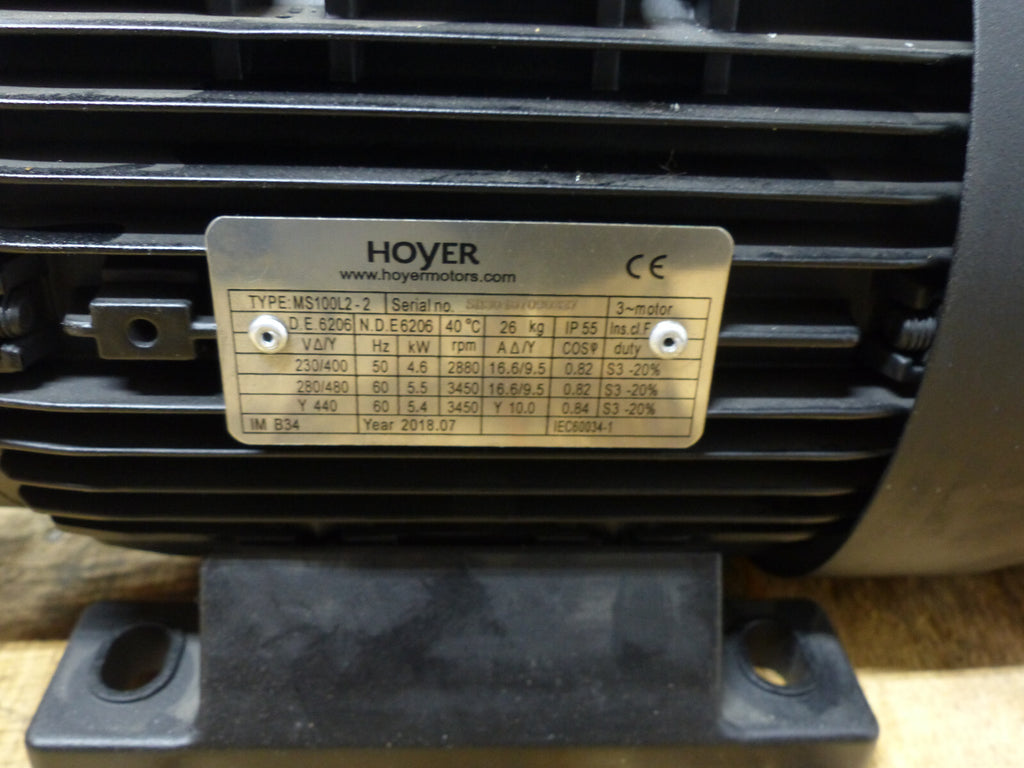 HOYER
www.hoyermotors.com
CE
TYPE: MS100L2-2 Serial no. 3~motor
D.E.6206 N.D.E6206 40°C 26 kg IP 55 Ins.cl.F
V∆/Y Hz kW rpm A ∆/Y COSφ duty
230/400 50 4.6 2880 16.6/9.5 0.82 S3 -20%
280/480 60 5.5 3450 16.6/9.5 0.82 S3 -20%
Y 440 60 5.4 3450 Y 10.0 0.84 S3 -20%
IM B34 Year 2018.07 IEC60034-1